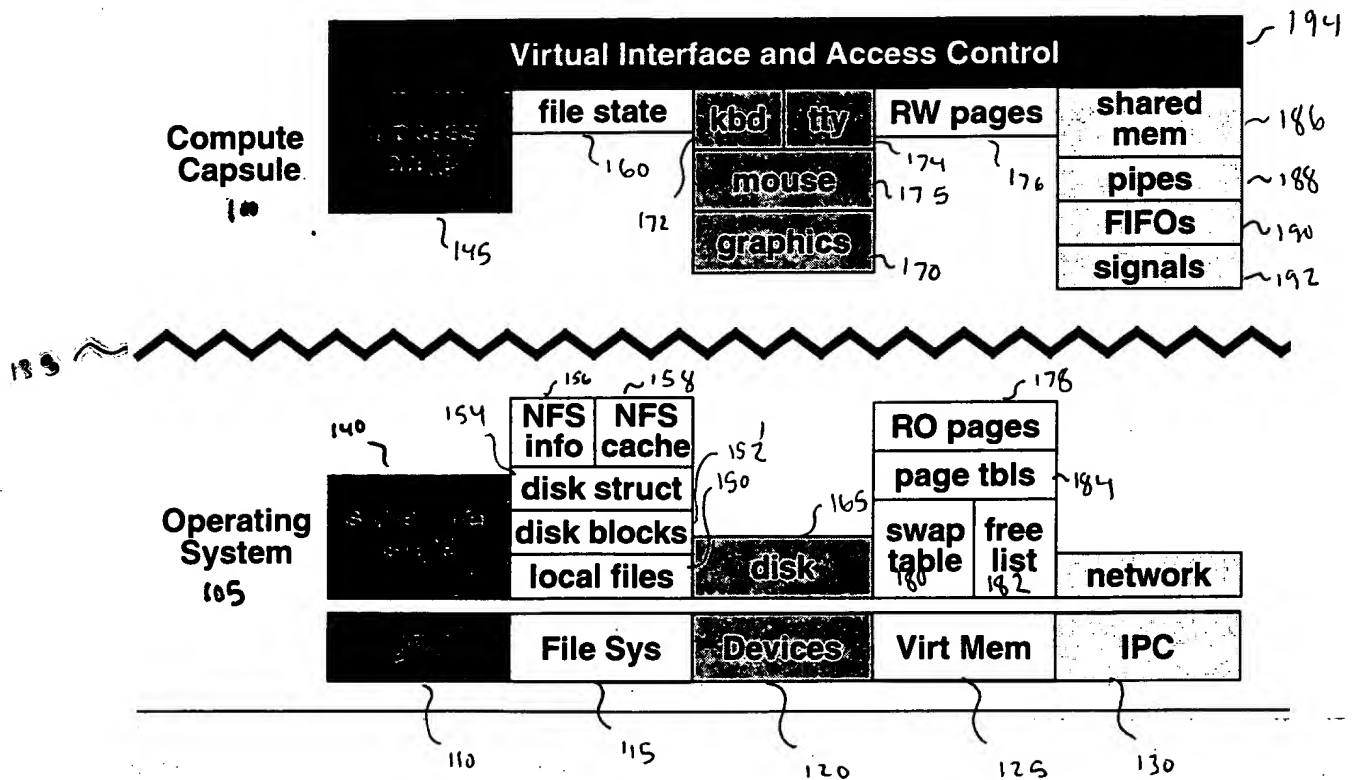 194
Virtual Interface and Access Control
file state
kbd
tty
RW pages
shared
mem
186
Compute
Capsule
160
174
176
mouse
175
pipes
188
172
145
graphics
170
FIFOs
190
signals
192
156
158
178
154
NFS
info
NFS
cache
RO pages
140
152
150
disk struct
page tbls
184
Operating
System
105
disk blocks
165
swap
table
180
free
list
182
local files
disk
network
File Sys
Devices
Virt Mem
IPC
110
115
120
125
130